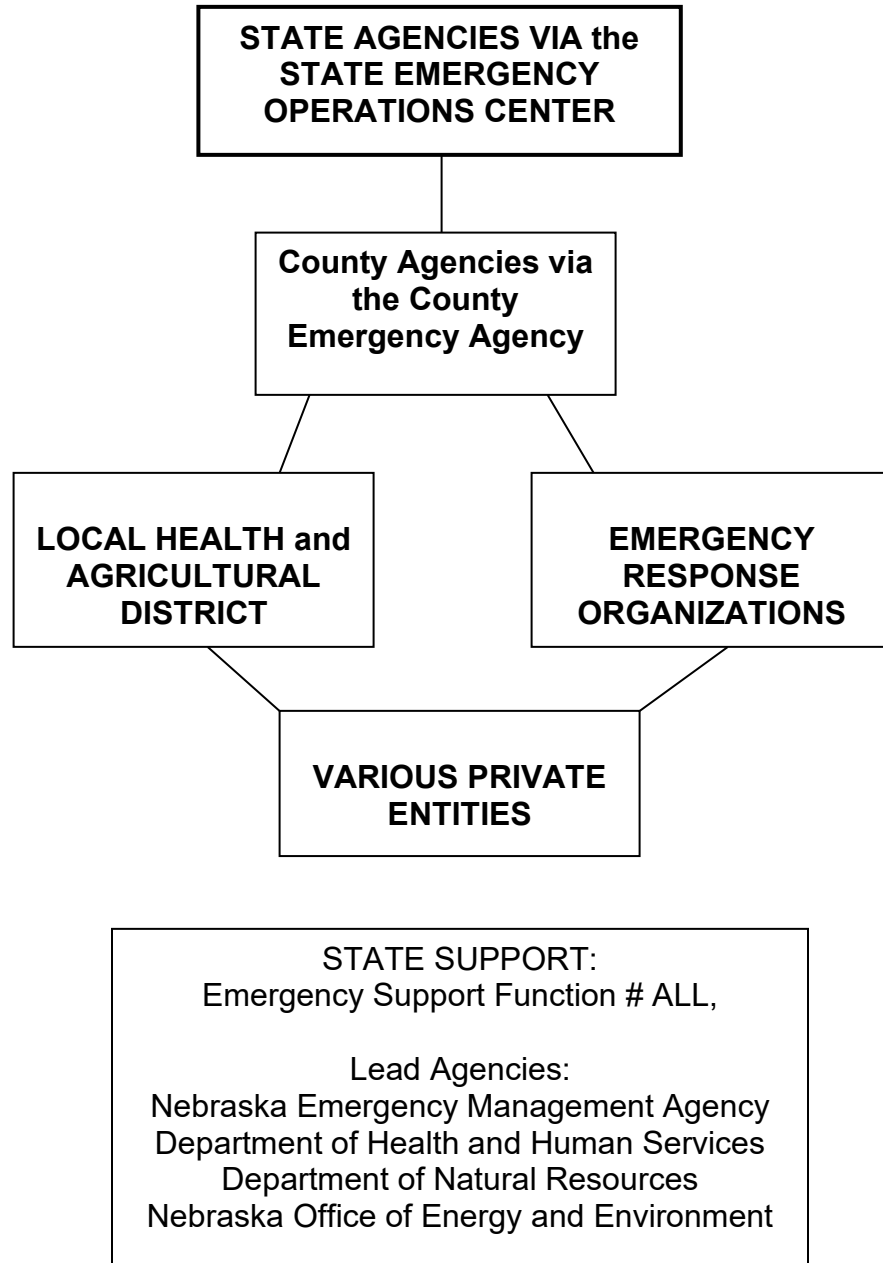 STATE AGENCIES VIA the
STATE EMERGENCY
OPERATIONS CENTER
County Agencies via
the County
Emergency Agency
LOCAL HEALTH and
AGRICULTURAL
DISTRICT
EMERGENCY
RESPONSE
ORGANIZATIONS
VARIOUS PRIVATE
ENTITIES
STATE SUPPORT:
Emergency Support Function # ALL,
Lead Agencies:
Nebraska Emergency Management Agency
Department of Health and Human Services
Department of Natural Resources
Nebraska Office of Energy and Environment